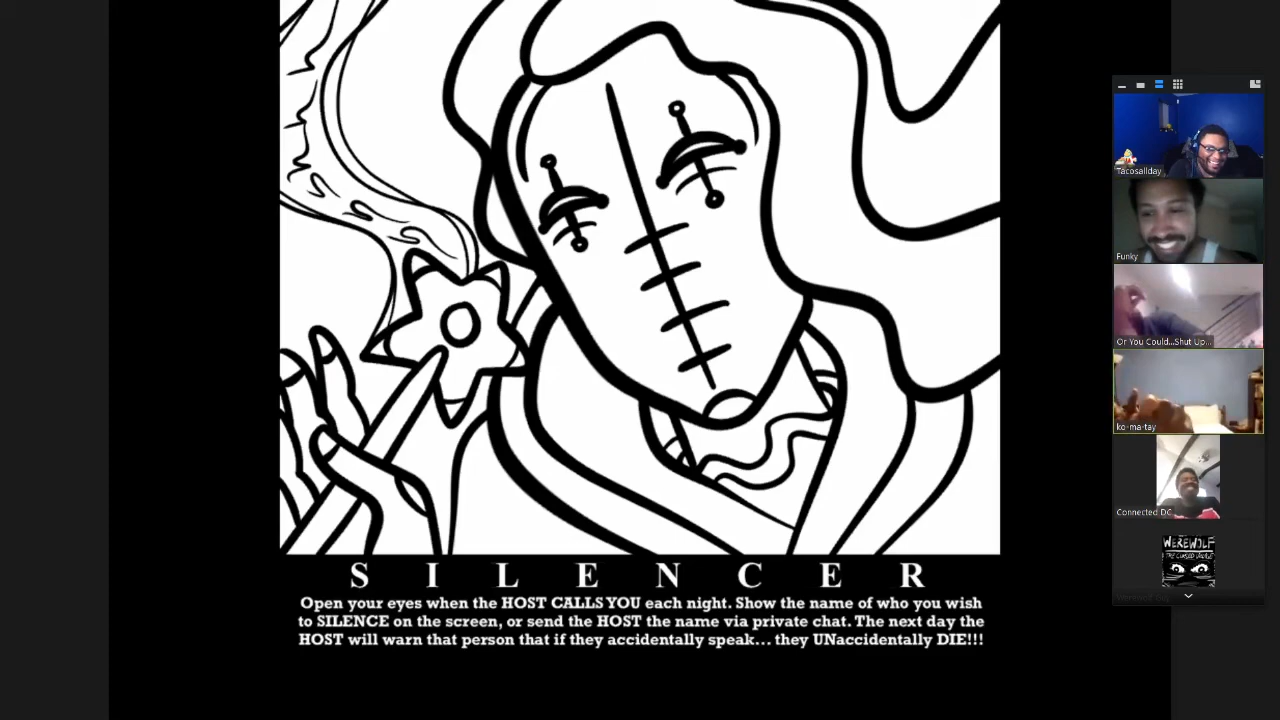 S I L E N C E R
Open your eyes when the HOST CALLS YOU each night. Show the name of who you wish
to SILENCE on the screen, or send the HOST the name via private chat. The next day the
HOST will warn that person that if they accidentally speak... they UNaccidentally DIE!!!
Tacosallday
Funky
Or You Could...Shut Up...
ko-ma-tay
Connected DC
WEREWOLF